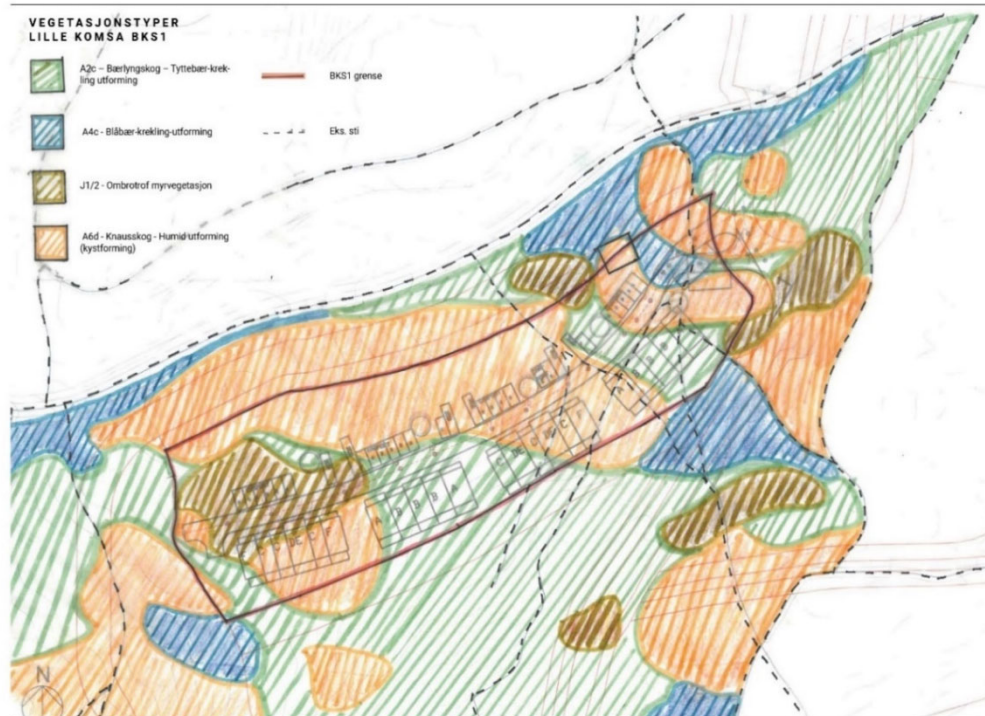 VEGETASJONSTYPER
LILLE KOMSA BKS1
A2c – Bærlyngskog – Tyttebær-krek-
ling utforming
BKS1 grense
A4c - Blåbær-krekling-utforming
Eks. sti
J1/2 - Ombrotrof myrvegetasjon
A6d - Knausskog - Humid utforming
(kystforming)
A B B B A
N